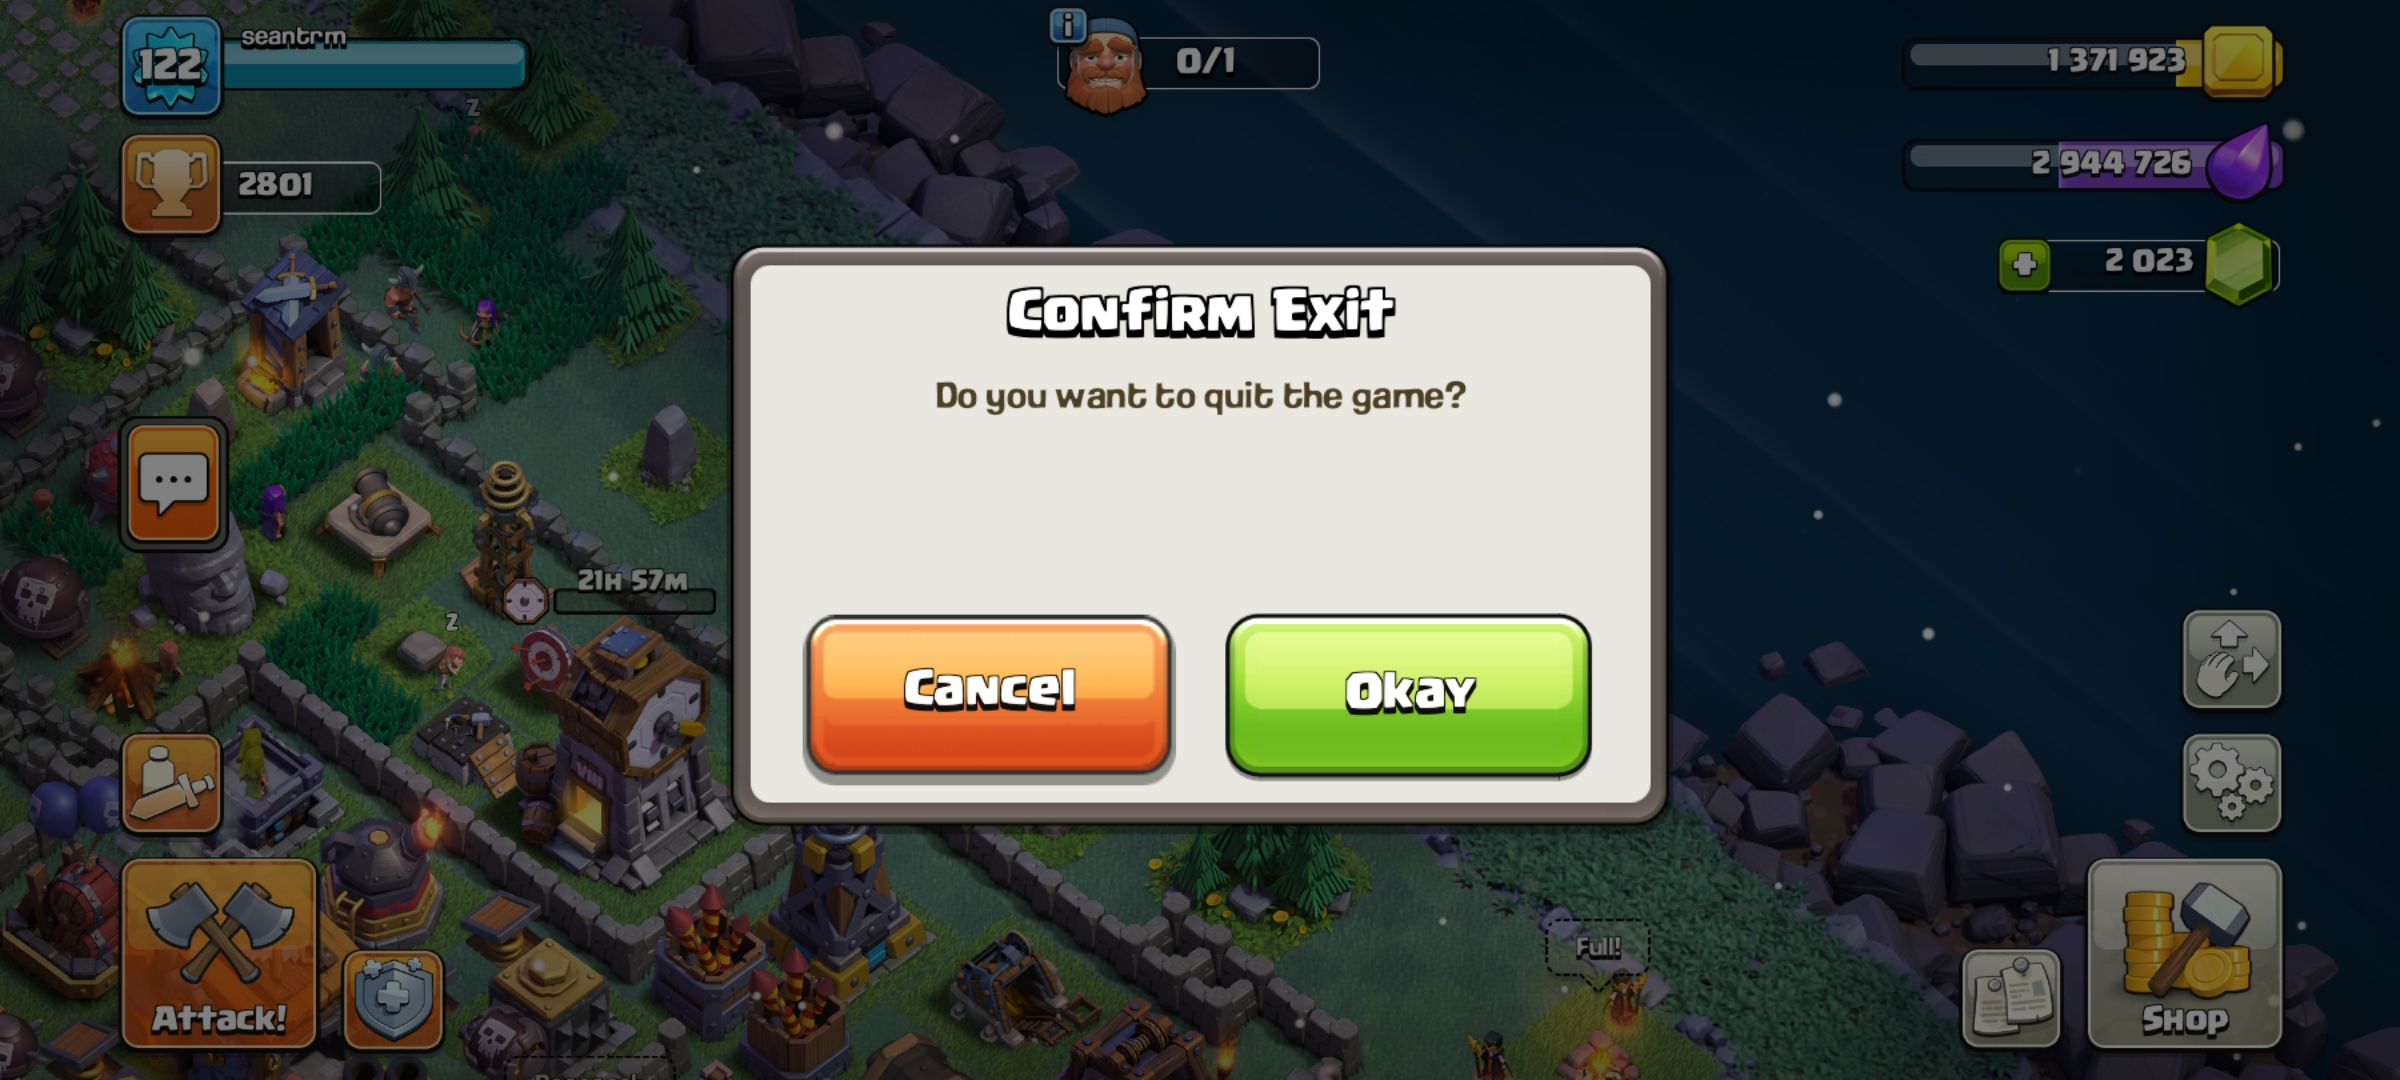 122
seantrm
i
0/1
1 371 923
2801
2 944 726
2 023
z
Confirm Exit
Do you want to quit the game?
21H 57M
z
Cancel
Okay
VIII
Full!
Attack!
Shop